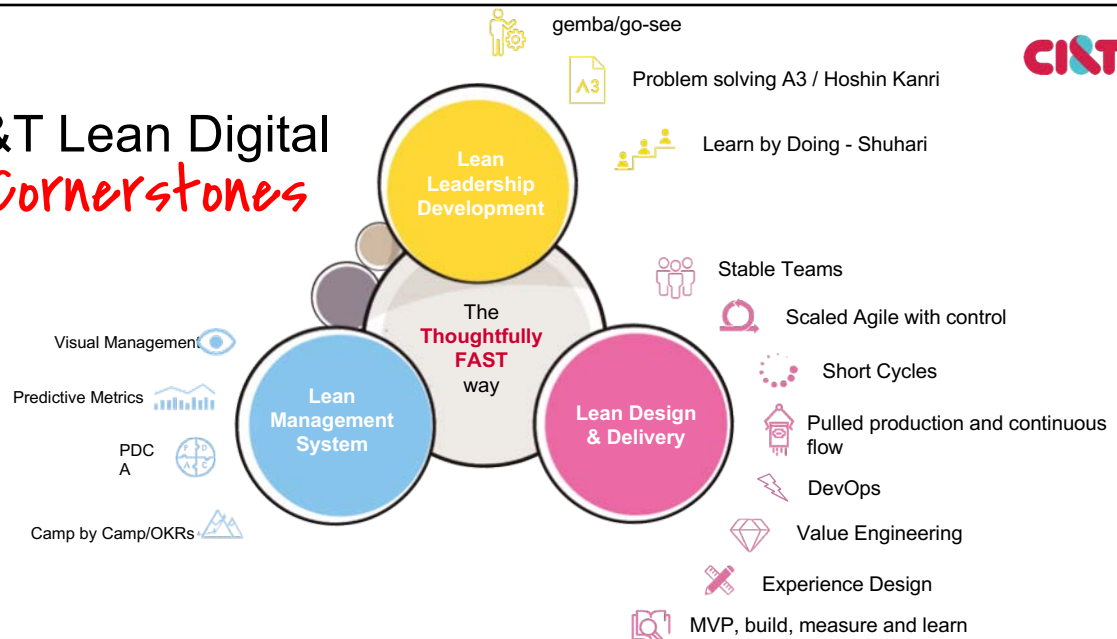 gemba/go-see
CI&T
Problem solving A3 / Hoshin Kanri
A3
Learn by Doing - Shuhari
&T Lean Digital
Cornerstones
Lean
Leadership
Development
Stable Teams
Scaled Agile with control
Short Cycles
Pulled production and continuous
flow
DevOps
Value Engineering
Experience Design
MVP, build, measure and learn
The
Thoughtfully
FAST
way
Visual Management
Predictive Metrics
PDC
A
P D
A C
Camp by Camp/OKRs
Lean
Management
System
Lean Design
& Delivery